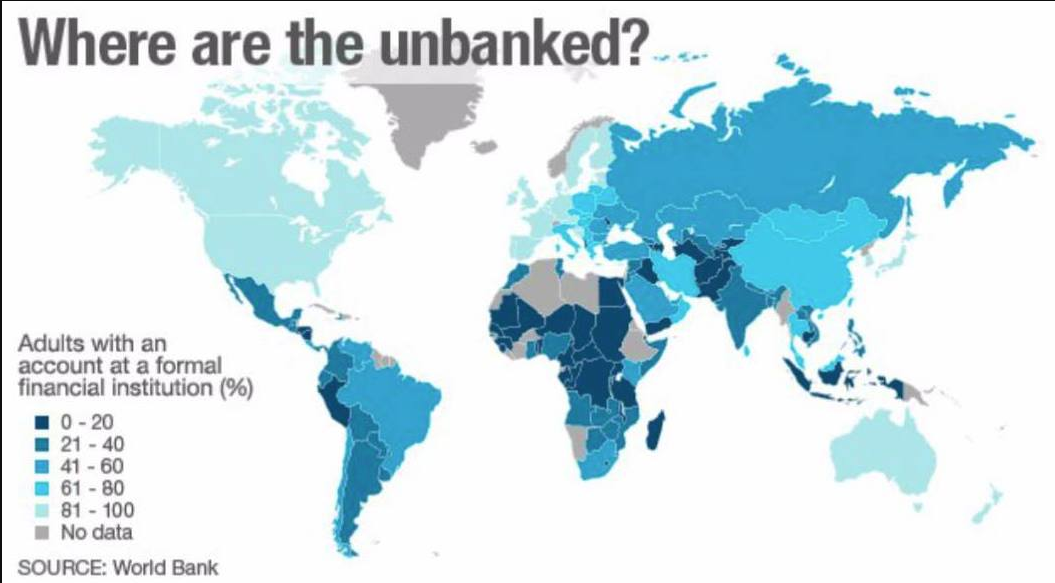 Where are the unbanked?
Adults with an
account at a formal
financial institution (%)
0 - 20
21 - 40
41 - 60
61 - 80
81 - 100
No data
SOURCE: World Bank